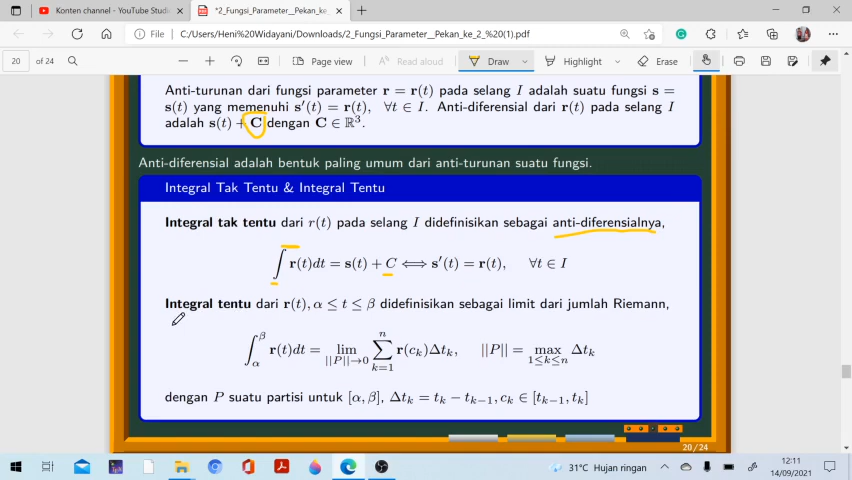 Konten channel - YouTube Studi
*2_Fungsi_Parameter__Pekan_ke_
File
C:/Users/Heni%20Widayani/Downloads/2_Fungsi_Parameter__Pekan_ke_2_%20(1).pdf
20 of 24
Page view
Read aloud
Draw
Highlight
Erase
Anti-turunan dari fungsi parameter r = r(t) pada selang I adalah suatu fungsi s =
s(t) yang memenuhi s′(t) = r(t), ∀t ∈ I. Anti-diferensial dari r(t) pada selang I
adalah s(t) + C dengan C ∈ ℝ³.
Anti-diferensial adalah bentuk paling umum dari anti-turunan suatu fungsi.
Integral Tak Tentu & Integral Tentu
Integral tak tentu dari r(t) pada selang I didefinisikan sebagai anti-diferensialnya,
∫ r(t)dt = s(t) + C ⟺ s′(t) = r(t), ∀t ∈ I
Integral tentu dari r(t), α ≤ t ≤ β didefinisikan sebagai limit dari jumlah Riemann,
∫_α^β r(t)dt = lim_{||P||→0} ∑_{k=1}^n r(c_k)Δt_k, ||P|| = max_{1≤k≤n} Δt_k
dengan P suatu partisi untuk [α, β], Δt_k = t_k − t_{k−1}, c_k ∈ [t_{k−1}, t_k]
20/24
31°C Hujan ringan
12:11
14/09/2021